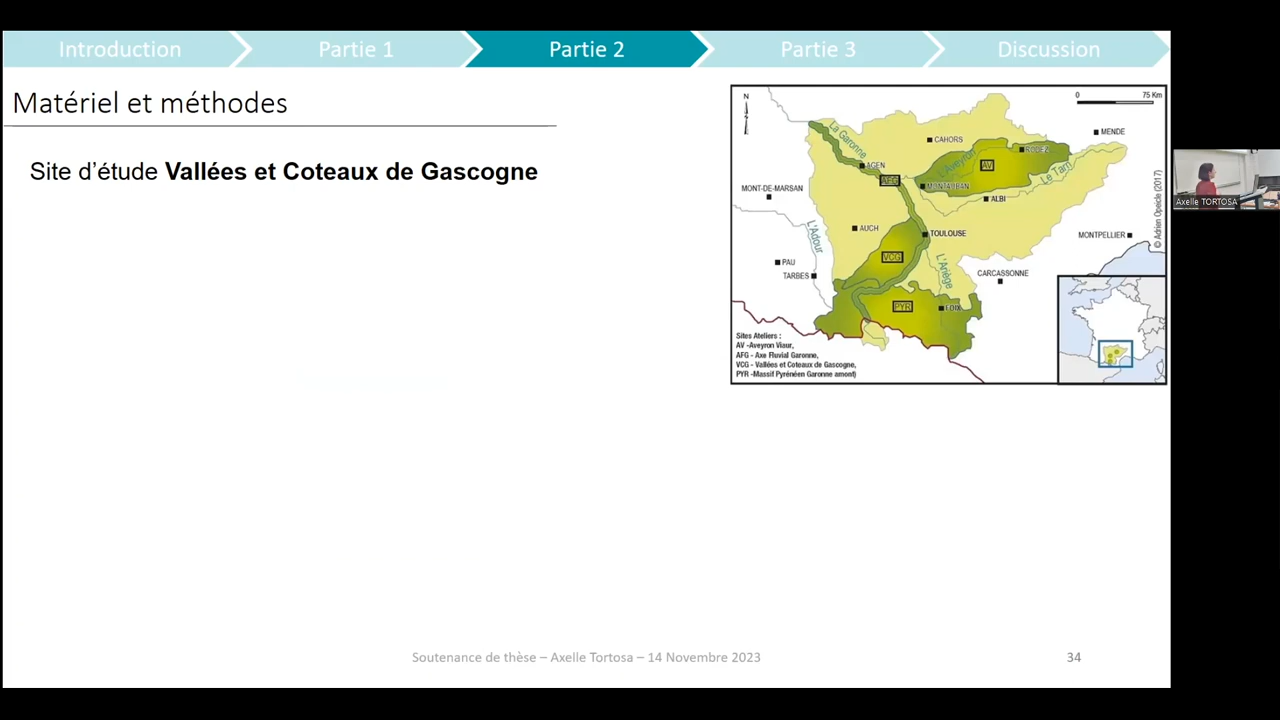 Introduction
Partie 1
Partie 2
Partie 3
Discussion
Matériel et méthodes
Site d'étude Vallées et Coteaux de Gascogne
N
0 75 Km
La Garonne
CAHORS
MENDE
RODEZ
L'Aveyron
AV
Le Tarn
AGEN
AFG
MONTAUBAN
MONT-DE-MARSAN
ALBI
L'Adour
AUCH
TOULOUSE
MONTPELLIER
© Adrien Opeicle (2017)
VCG
PAU
TARBES
L'Ariège
CARCASSONNE
PYR
FOIX
Sites Ateliers :
AV -Aveyron Viaur,
AFG - Axe Fluvial Garonne,
VCG - Vallées et Coteaux de Gascogne,
PYR -Massif Pyrénéen Garonne amont)
Axelle TORTOSA
Soutenance de thèse – Axelle Tortosa – 14 Novembre 2023
34